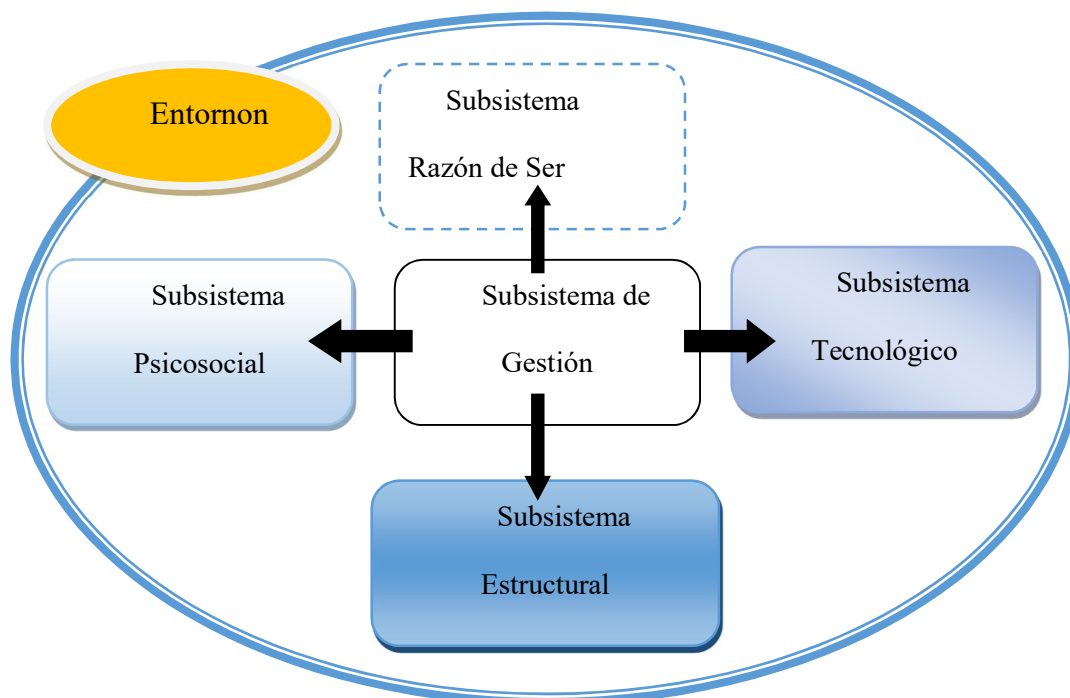 Entornon
Subsistema
Razón de Ser
Subsistema
Psicosocial
Subsistema de
Gestión
Subsistema
Tecnológico
Subsistema
Estructural